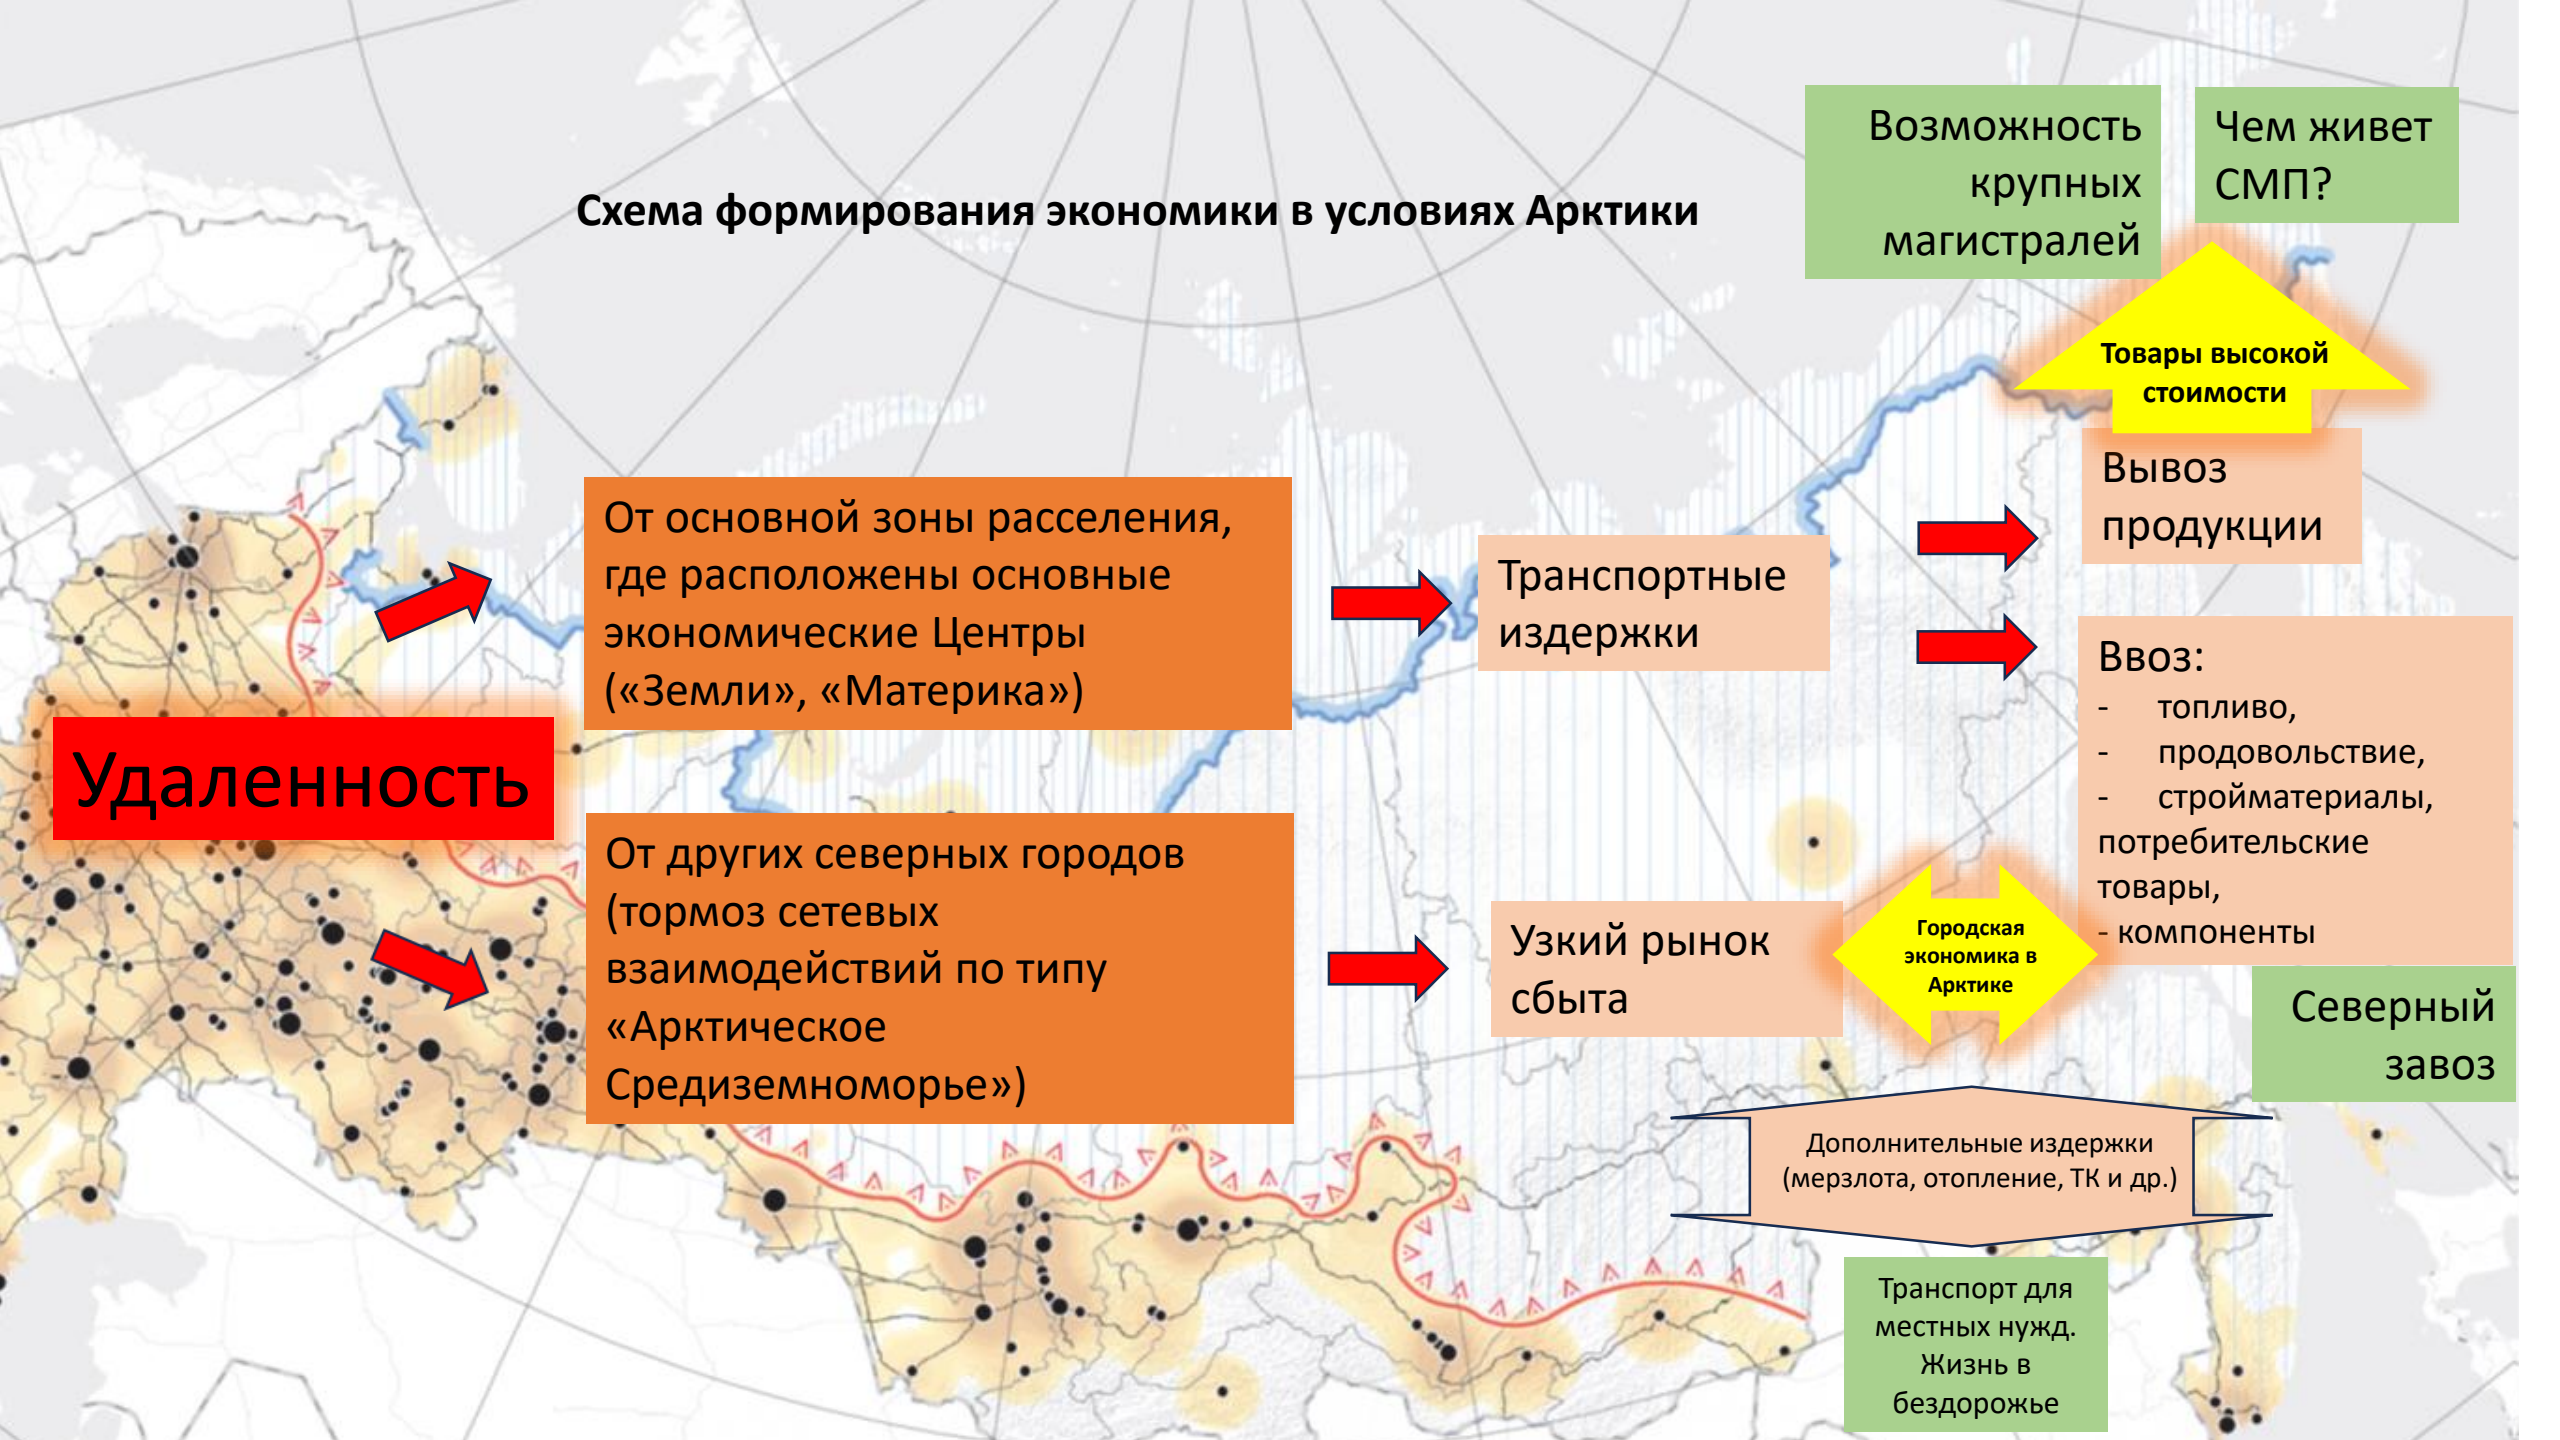 Схема формирования экономики в условиях Арктики
Возможность
крупных
магистралей
Чем живет
СМП?
Товары высокой
стоимости
Вывоз
продукции
От основной зоны расселения,
где расположены основные
экономические Центры
(«Земли», «Материка»)
Транспортные
издержки
Ввоз:
- топливо,
- продовольствие,
- стройматериалы,
потребительские
товары,
- компоненты
Удаленность
От других северных городов
(тормоз сетевых
взаимодействий по типу
«Арктическое
Средиземноморье»)
Узкий рынок
сбыта
Городская
экономика в
Арктике
Северный
завоз
Дополнительные издержки
(мерзлота, отопление, ТК и др.)
Транспорт для
местных нужд.
Жизнь в
бездорожье